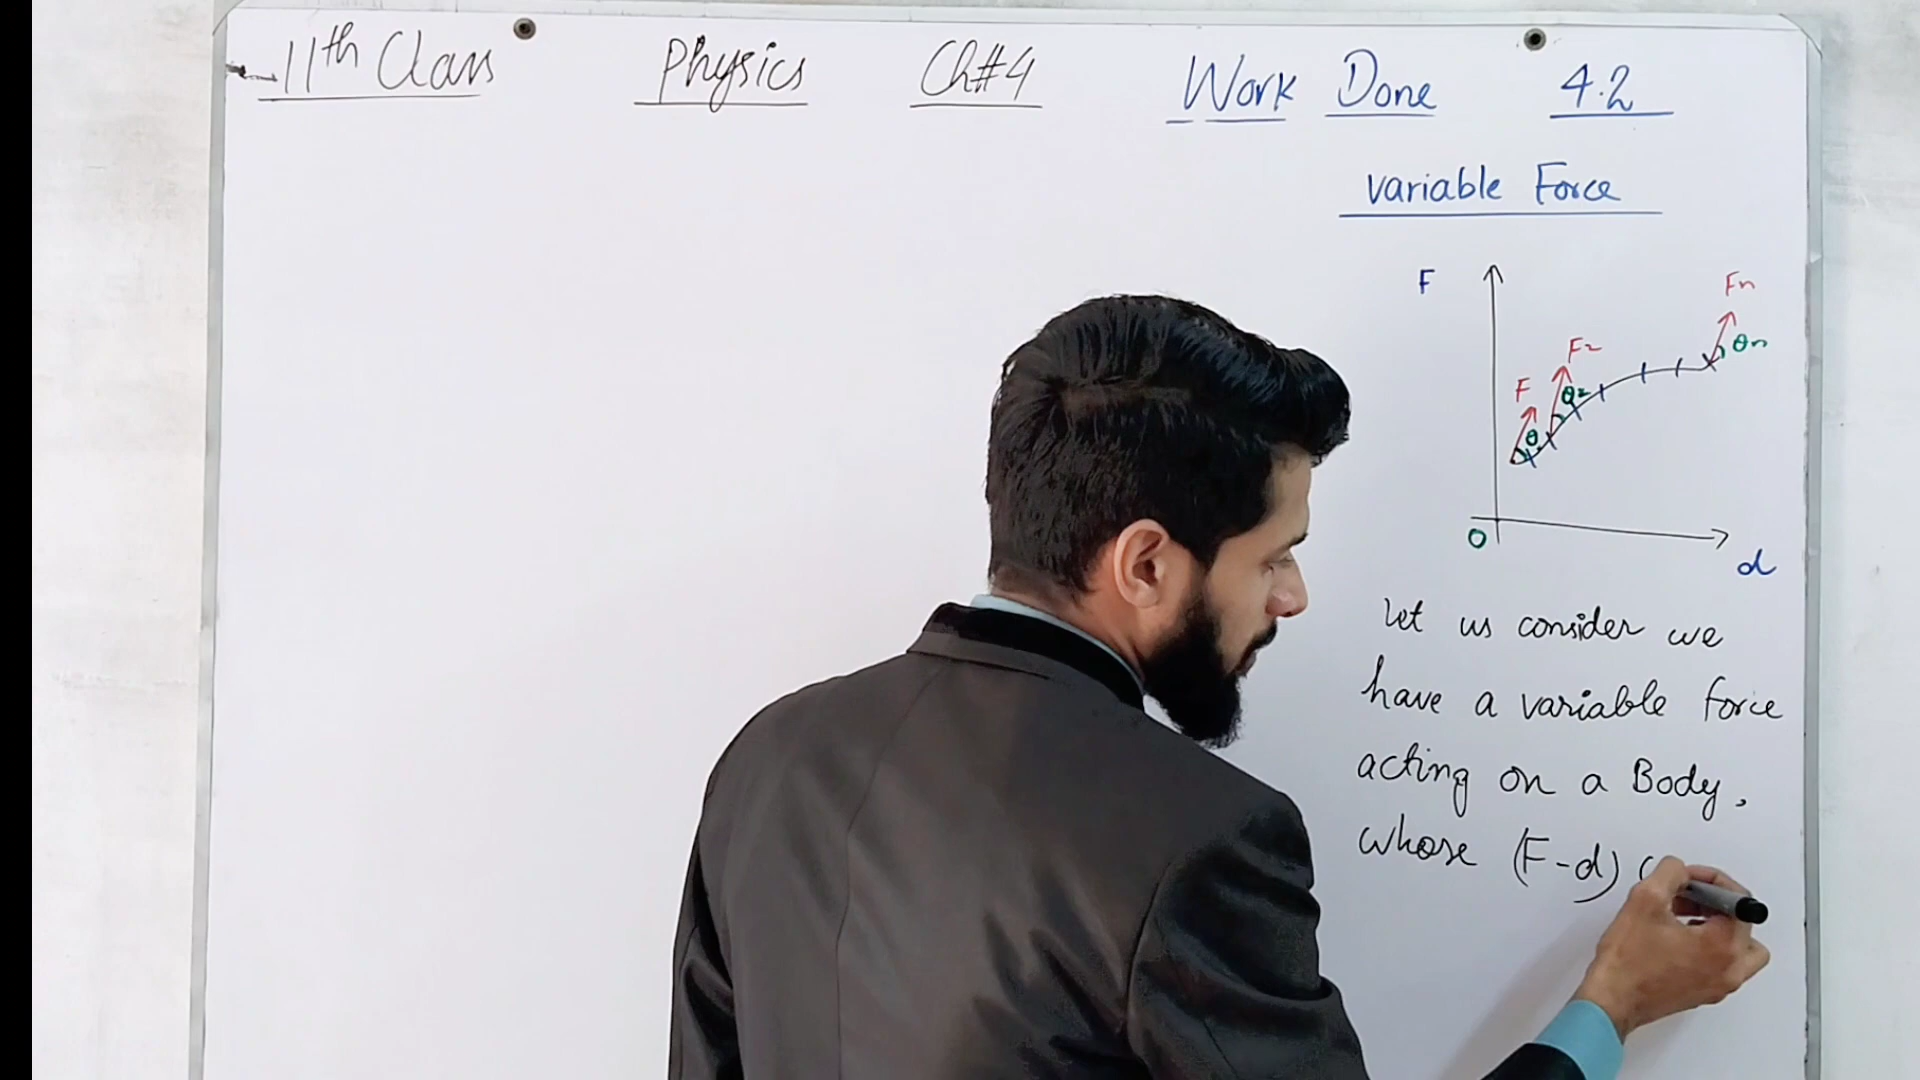 11th Class Physics Ch#4 Work Done 4.2
Variable Force
F
Fn
θn
F2
θ2
F
θ
O
d
Let us consider we
have a variable force
acting on a Body,
whose (F-d)